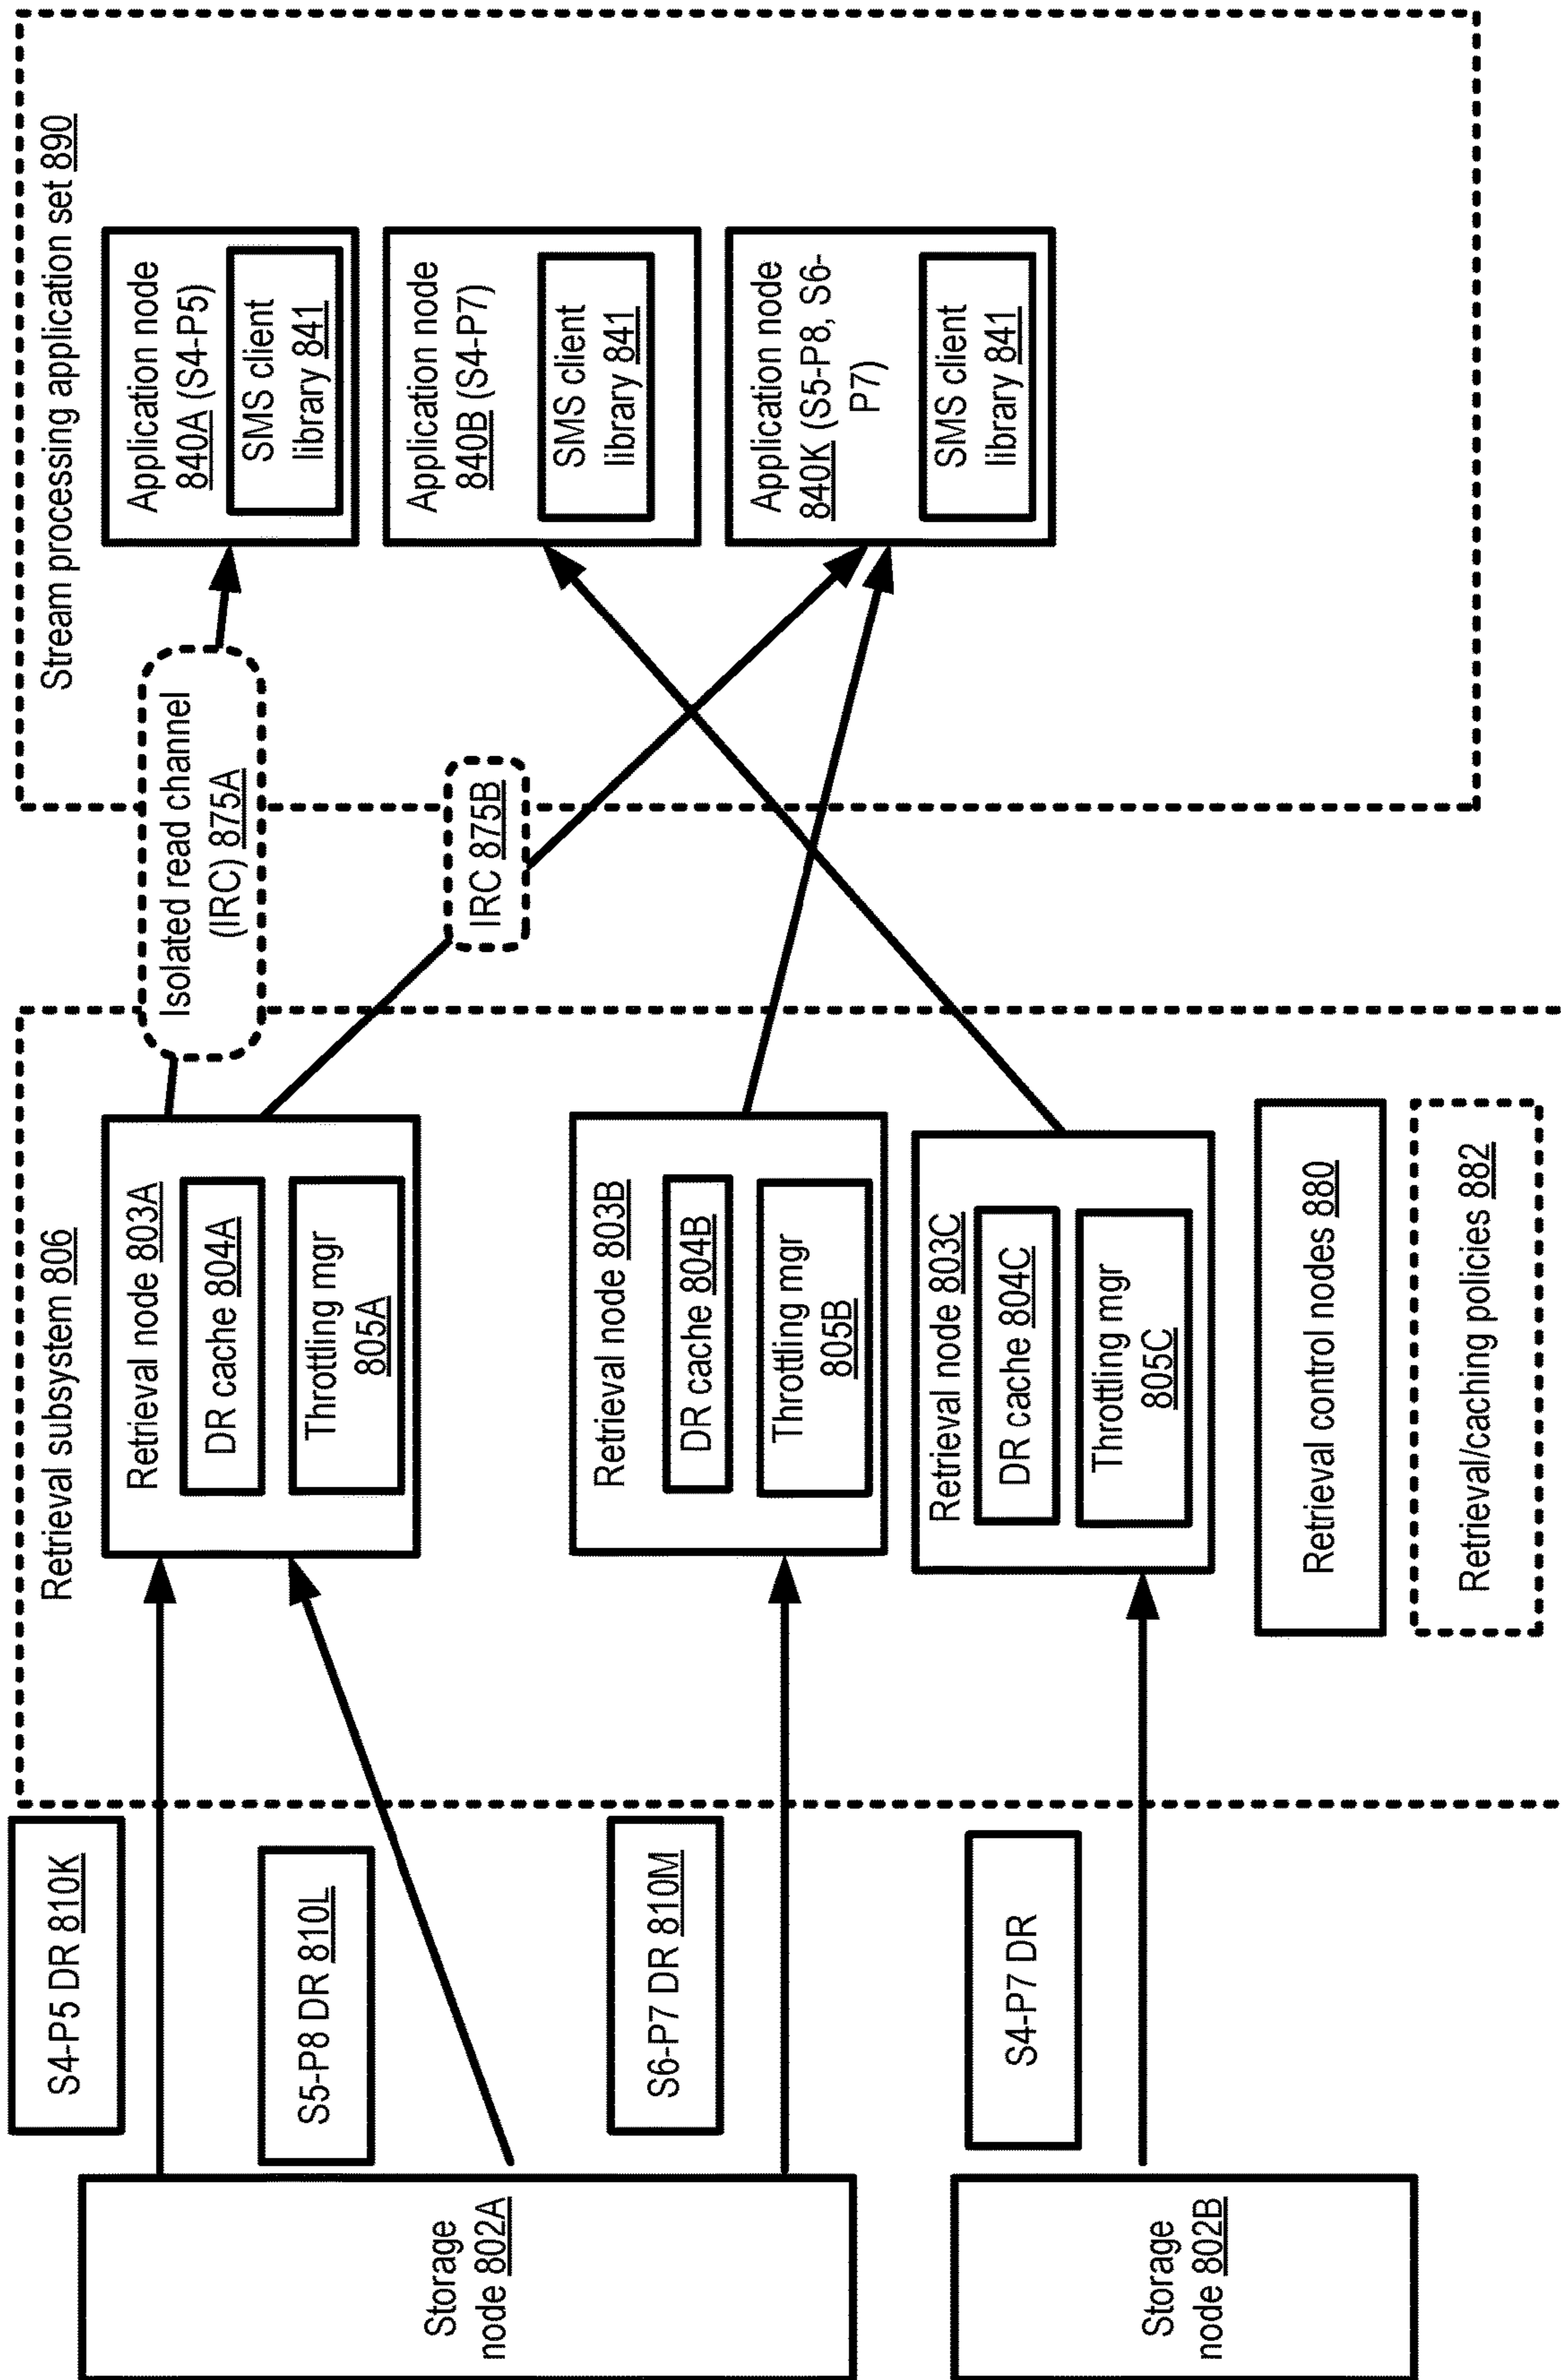 Storage
node 802A
Storage
node 802B
S4-P5 DR 810K
S5-P8 DR 810L
S6-P7 DR 810M
S4-P7 DR
Retrieval subsystem 806
Retrieval node 803A
DR cache 804A
Throttling mgr
805A
Retrieval node 803B
DR cache 804B
Throttling mgr
805B
Retrieval node 803C
DR cache 804C
Throttling mgr
805C
Retrieval control nodes 880
Retrieval/caching policies 882
Isolated read channel
(IRC) 875A
IRC 875B
Stream processing application set 890
Application node
840A (S4-P5)
SMS client
library 841
Application node
840B (S4-P7)
SMS client
library 841
Application node
840K (S5-P8, S6-
P7)
SMS client
library 841